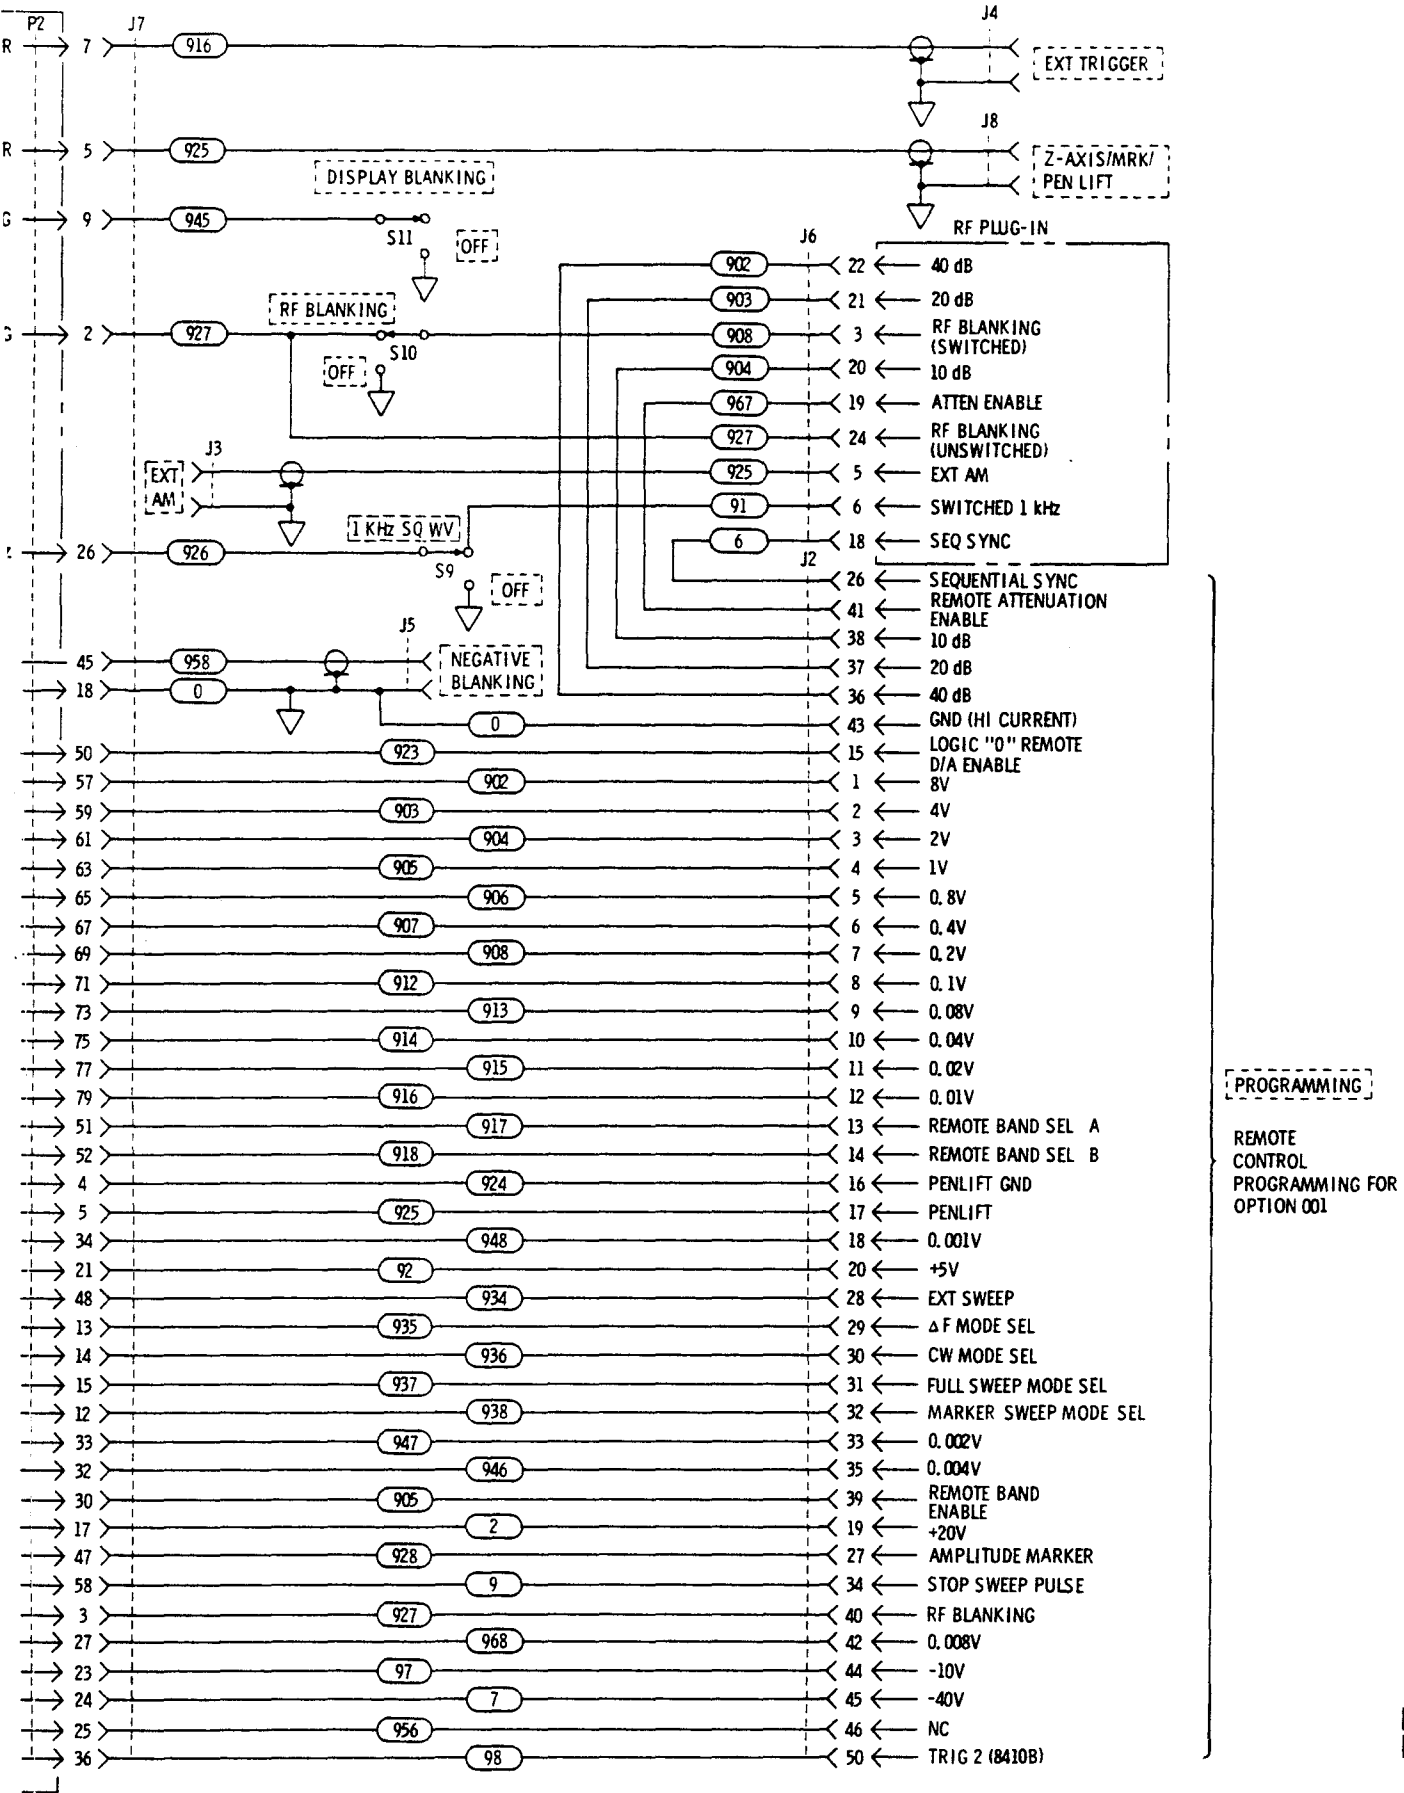 P2 J7 J4
R 7 916
EXT TRIGGER
J8
R 5 925
Z-AXIS/MRK/
PEN LIFT
DISPLAY BLANKING
G 9 945
S11
OFF
RF PLUG-IN
J6
902 22 40 dB
903 21 20 dB
RF BLANKING
G 2 927
S10
OFF
908 3 RF BLANKING
(SWITCHED)
904 20 10 dB
967 19 ATTEN ENABLE
927 24 RF BLANKING
(UNSWITCHED)
J3
EXT
AM
925 5 EXT AM
91 6 SWITCHED 1 kHz
1 KHz SQ WV
26 926
S9
OFF
6 18 SEQ SYNC
J2
26 SEQUENTIAL SYNC
41 REMOTE ATTENUATION
ENABLE
38 10 dB
37 20 dB
36 40 dB
J5
45 958
18 0
NEGATIVE
BLANKING
0 43 GND (HI CURRENT)
50 923 15 LOGIC "0" REMOTE
D/A ENABLE
57 902 1 8V
59 903 2 4V
61 904 3 2V
63 905 4 1V
65 906 5 0.8V
67 907 6 0.4V
69 908 7 0.2V
71 912 8 0.1V
73 913 9 0.08V
75 914 10 0.04V
77 915 11 0.02V
79 916 12 0.01V
51 917 13 REMOTE BAND SEL A
52 918 14 REMOTE BAND SEL B
4 924 16 PENLIFT GND
5 925 17 PENLIFT
34 948 18 0.001V
21 92 20 +5V
48 934 28 EXT SWEEP
13 935 29 ΔF MODE SEL
14 936 30 CW MODE SEL
15 937 31 FULL SWEEP MODE SEL
12 938 32 MARKER SWEEP MODE SEL
33 947 33 0.002V
32 946 35 0.004V
30 905 39 REMOTE BAND
ENABLE
17 2 19 +20V
47 928 27 AMPLITUDE MARKER
58 9 34 STOP SWEEP PULSE
3 927 40 RF BLANKING
27 968 42 0.008V
23 97 44 -10V
24 7 45 -40V
25 956 46 NC
36 98 50 TRIG 2 (8410B)
PROGRAMMING
REMOTE
CONTROL
PROGRAMMING FOR
OPTION 001